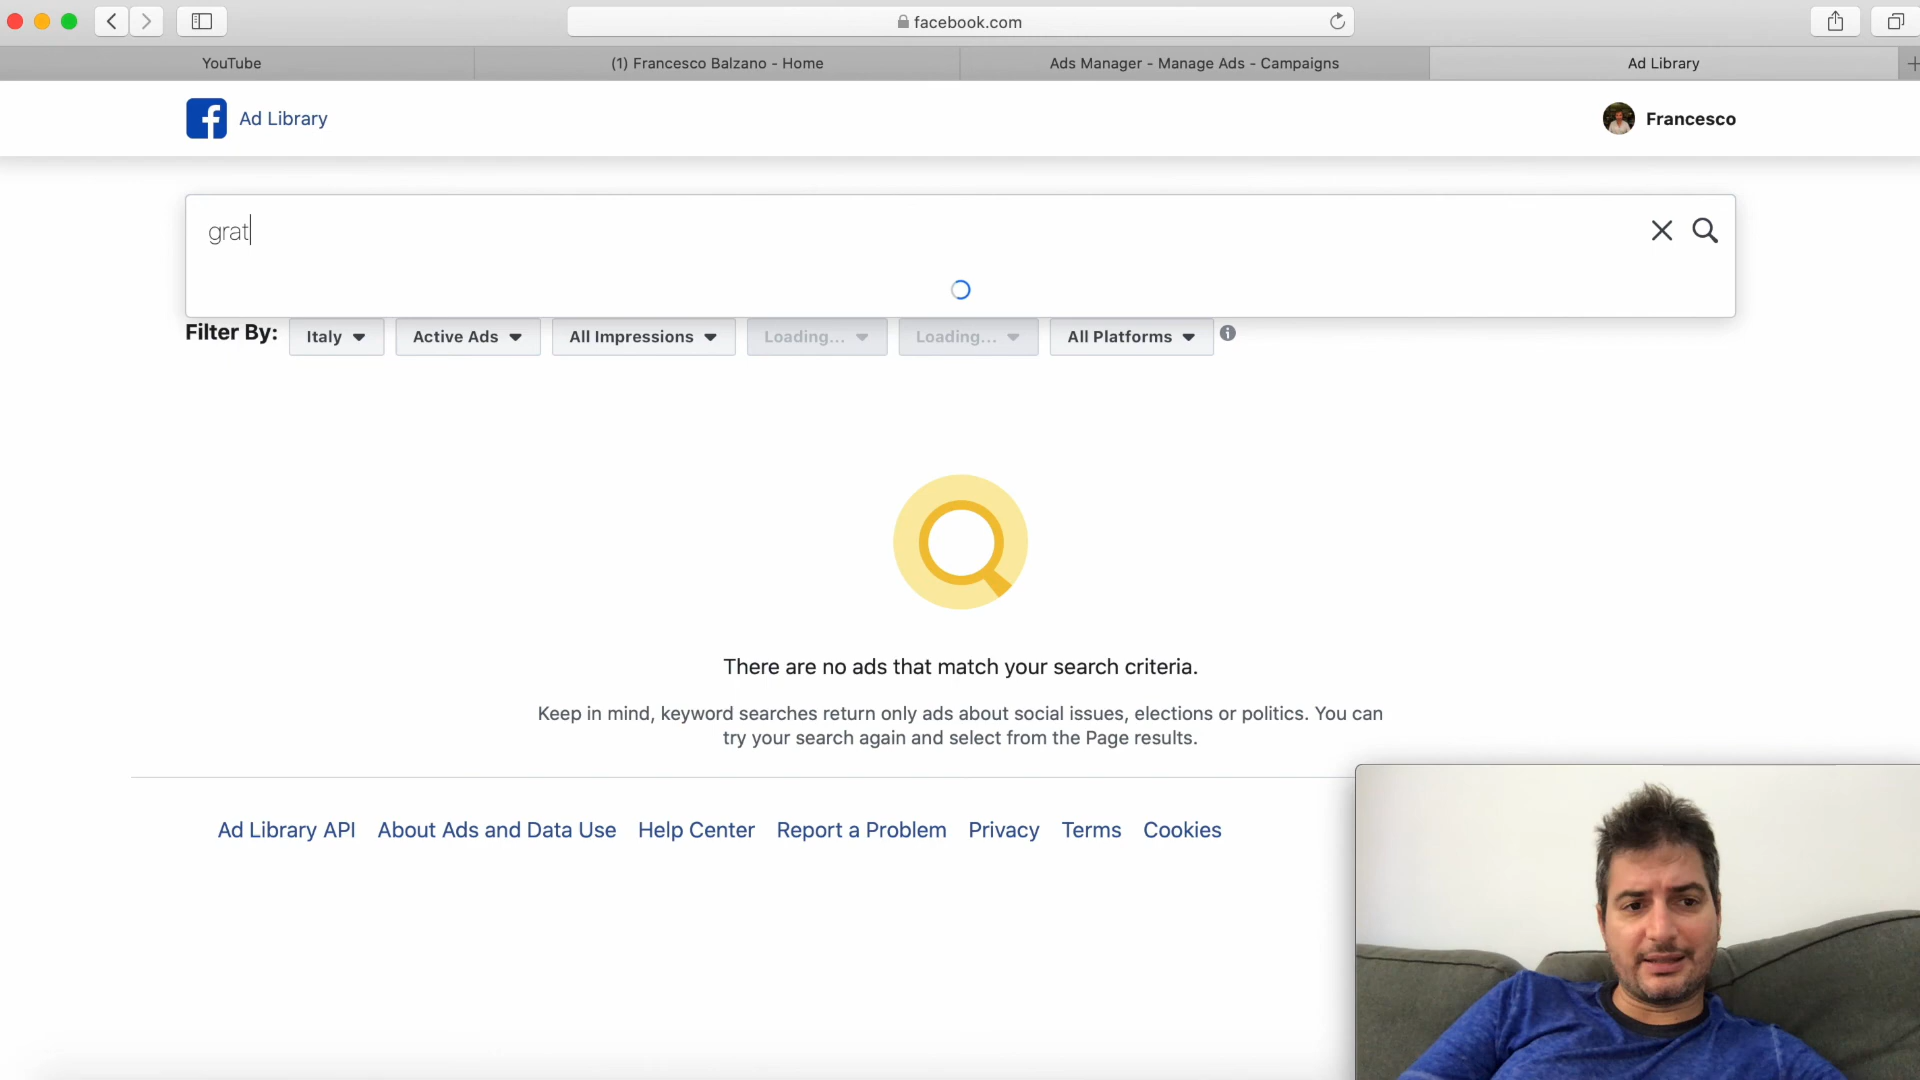 facebook.com
YouTube
(1) Francesco Balzano - Home
Ads Manager - Manage Ads - Campaigns
Ad Library
Ad Library
Francesco
grat
Filter By:
Italy
Active Ads
All Impressions
Loading...
Loading...
All Platforms
There are no ads that match your search criteria.
Keep in mind, keyword searches return only ads about social issues, elections or politics. You can
try your search again and select from the Page results.
Ad Library API
About Ads and Data Use
Help Center
Report a Problem
Privacy
Terms
Cookies